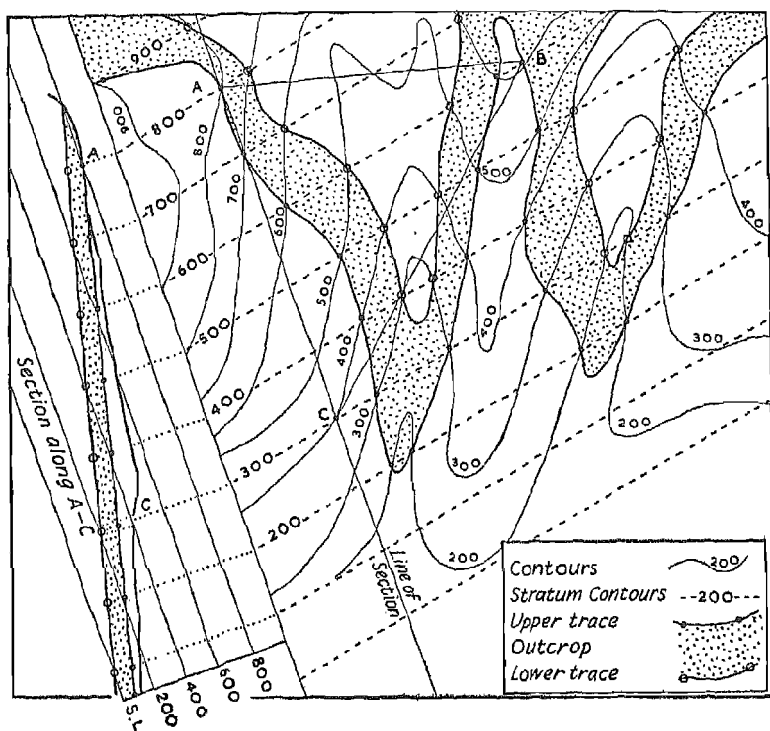 900
A
B
800
900
800
A
700
700
600
500
400
600
500
500
400
400
300
Section along A-C
400
300
C
300
200
C
300
300
200
200
Line of
Section
200
S.L
200
400
600
800
Contours 200
Stratum Contours --200---
Upper trace
Outcrop
Lower trace